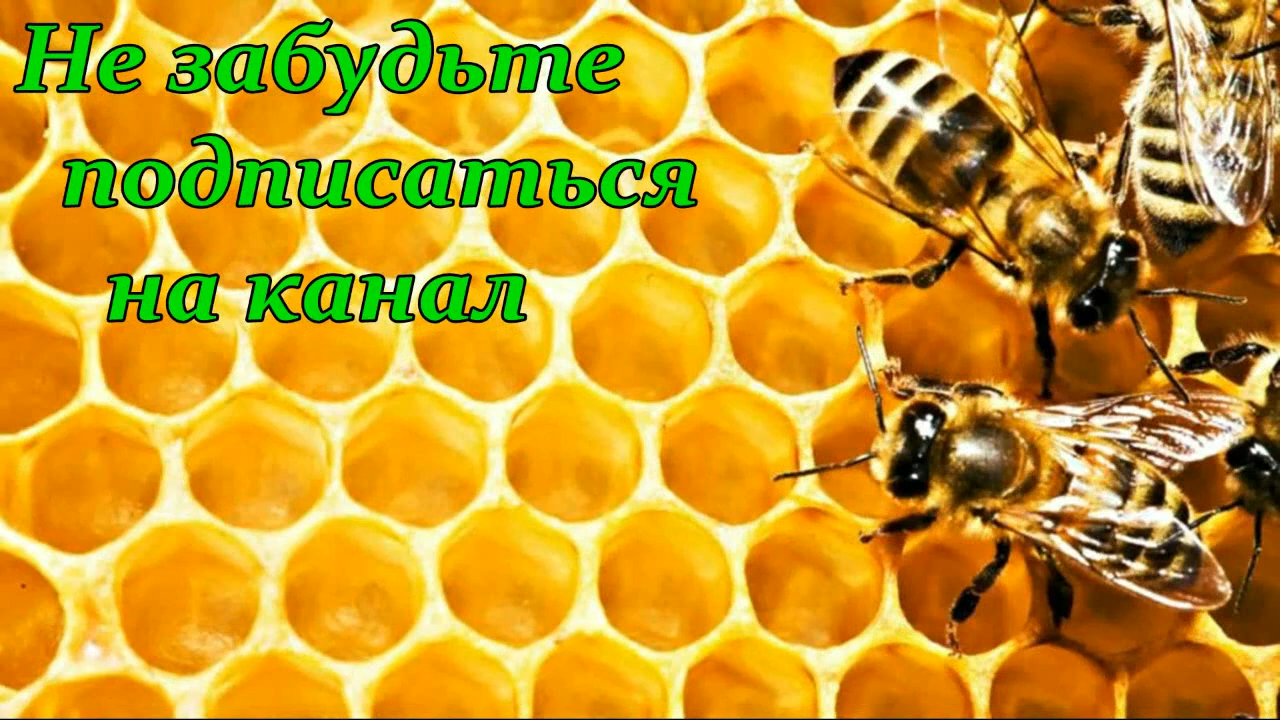 Не забудьте
подписаться
на канал